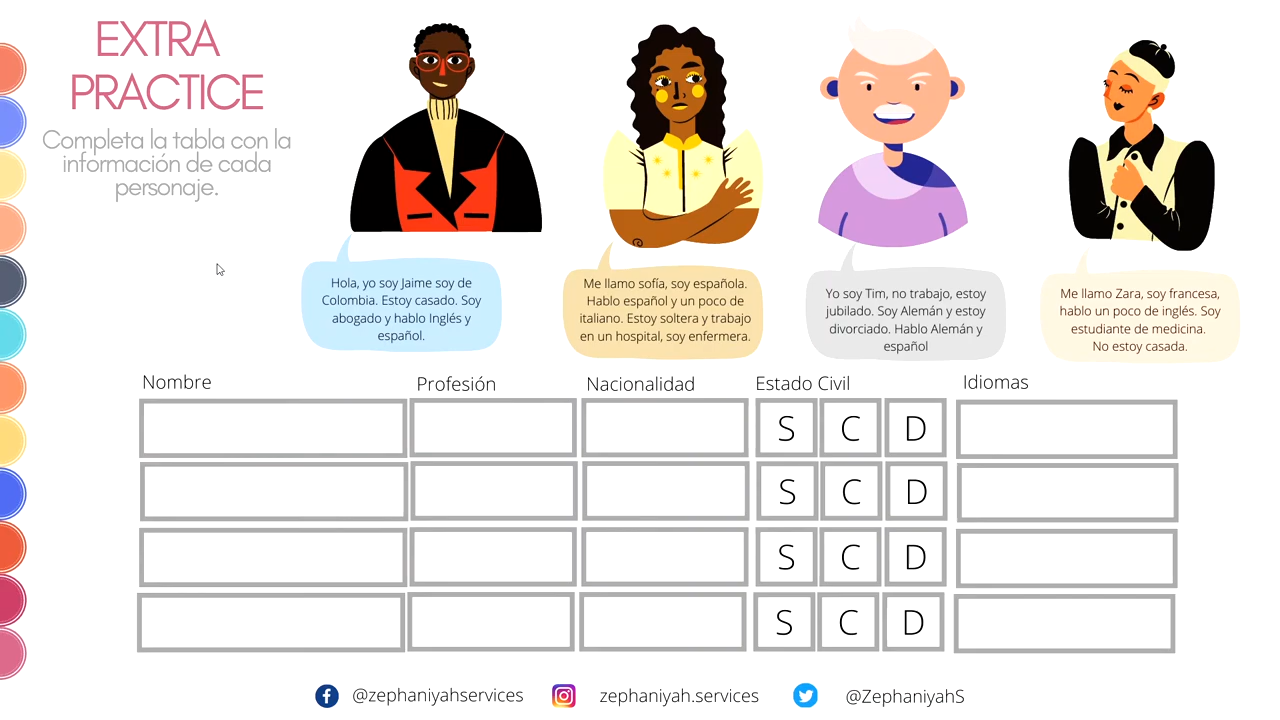 EXTRA
PRACTICE
Completa la tabla con la
información de cada
personaje.
Hola, yo soy Jaime soy de
Colombia. Estoy casado. Soy
abogado y hablo Inglés y
español.
Me llamo sofía, soy española.
Hablo español y un poco de
italiano. Estoy soltera y trabajo
en un hospital, soy enfermera.
Yo soy Tim, no trabajo, estoy
jubilado. Soy Alemán y estoy
divorciado. Hablo Alemán y
español
Me llamo Zara, soy francesa,
hablo un poco de inglés. Soy
estudiante de medicina.
No estoy casada.
Nombre Profesión Nacionalidad Estado Civil Idiomas
S C D
S C D
S C D
S C D
@zephaniyahservices zephaniyah.services @ZephaniyahS